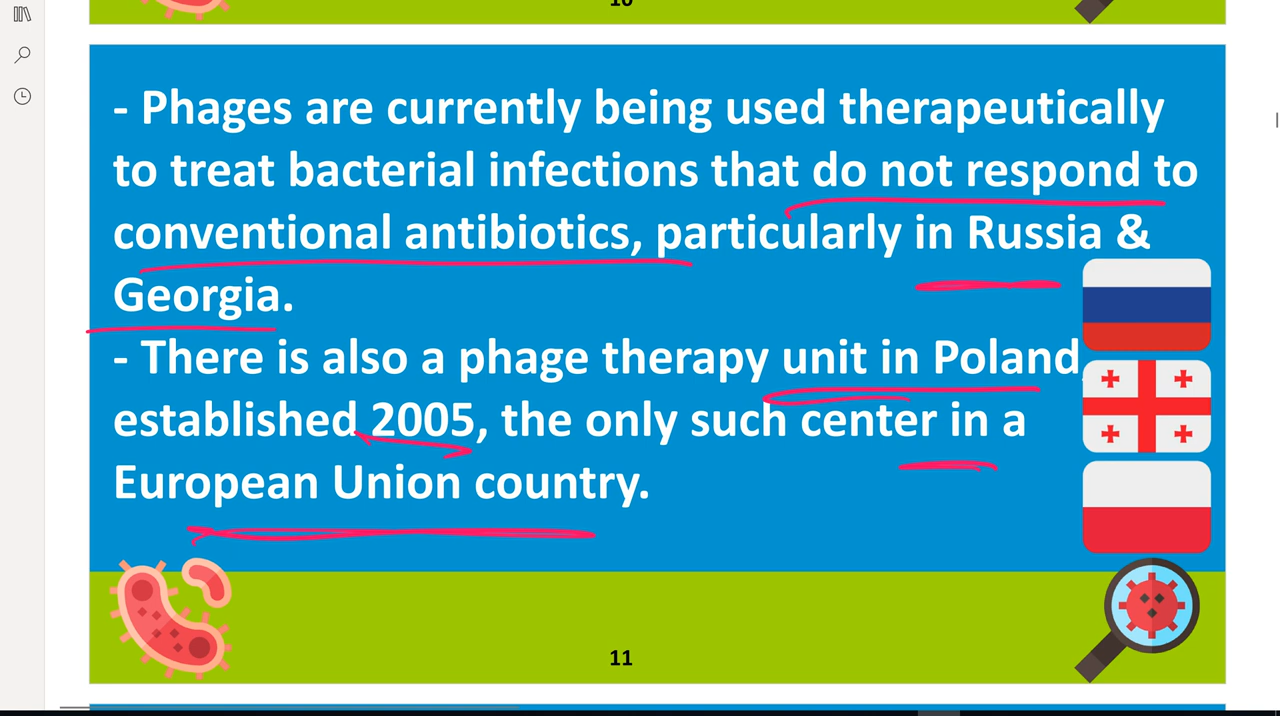 10
- Phages are currently being used therapeutically
to treat bacterial infections that do not respond to
conventional antibiotics, particularly in Russia &
Georgia.
- There is also a phage therapy unit in Poland,
established 2005, the only such center in a
European Union country.
11